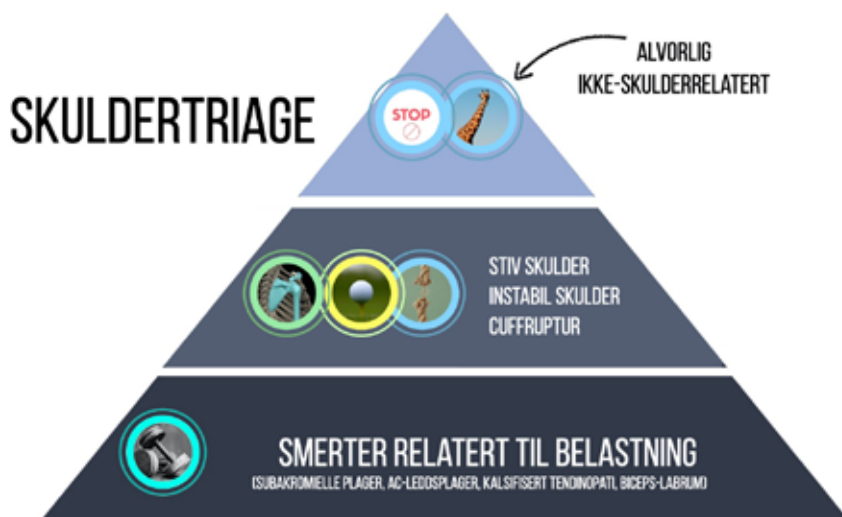 SKULDERTRIAGE
ALVORLIG
IKKE-SKULDERRELATERT
STOP
STIV SKULDER
INSTABIL SKULDER
CUFFRUPTUR
SMERTER RELATERT TIL BELASTNING
(SUBAKROMIELLE PLAGER, AC-LEDDSPLAGER, KALSIFISERT TENDINOPATI, BICEPS-LABRUM)